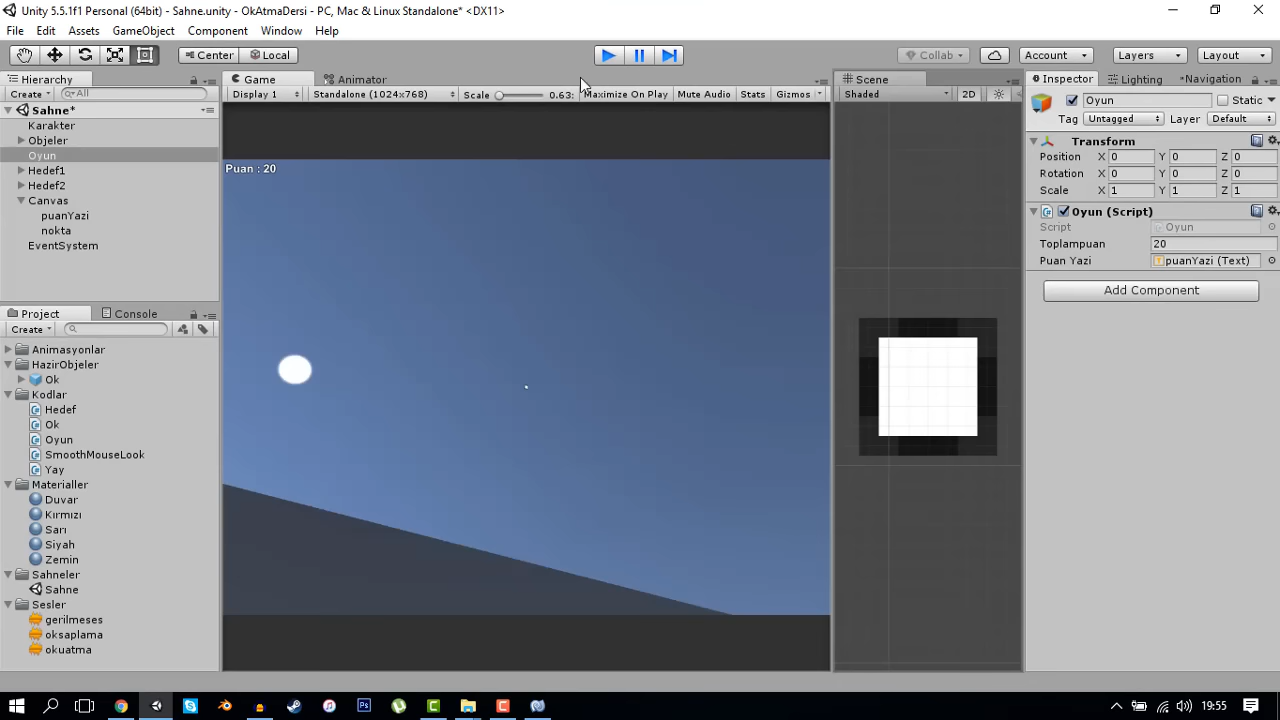 Unity 5.5.1f1 Personal (64bit) - Sahne.unity - OkAtmaDersi - PC, Mac & Linux Standalone* <DX11>
File Edit Assets GameObject Component Window Help
Center Local Collab Account Layers Layout
Hierarchy
Create All
Sahne*
Karakter
Objeler
Oyun
Hedef1
Hedef2
Canvas
puanYazi
nokta
EventSystem
Project Console
Create
Animasyonlar
HazirObjeler
Ok
Kodlar
Hedef
Ok
Oyun
SmoothMouseLook
Yay
Materialler
Duvar
Kırmızı
Sarı
Siyah
Zemin
Sahneler
Sahne
Sesler
gerilmeses
oksaplama
okuatma
Game Animator
Display 1 Standalone (1024x768) Scale 0.63: Maximize On Play Mute Audio Stats Gizmos
Puan : 20
Scene
Shaded 2D
Inspector Lighting *Navigation
Oyun Static
Tag Untagged Layer Default
Transform
Position X 0 Y 0 Z 0
Rotation X 0 Y 0 Z 0
Scale X 1 Y 1 Z 1
Oyun (Script)
Script Oyun
Toplampuan 20
Puan Yazi puanYazi (Text)
Add Component
19:55